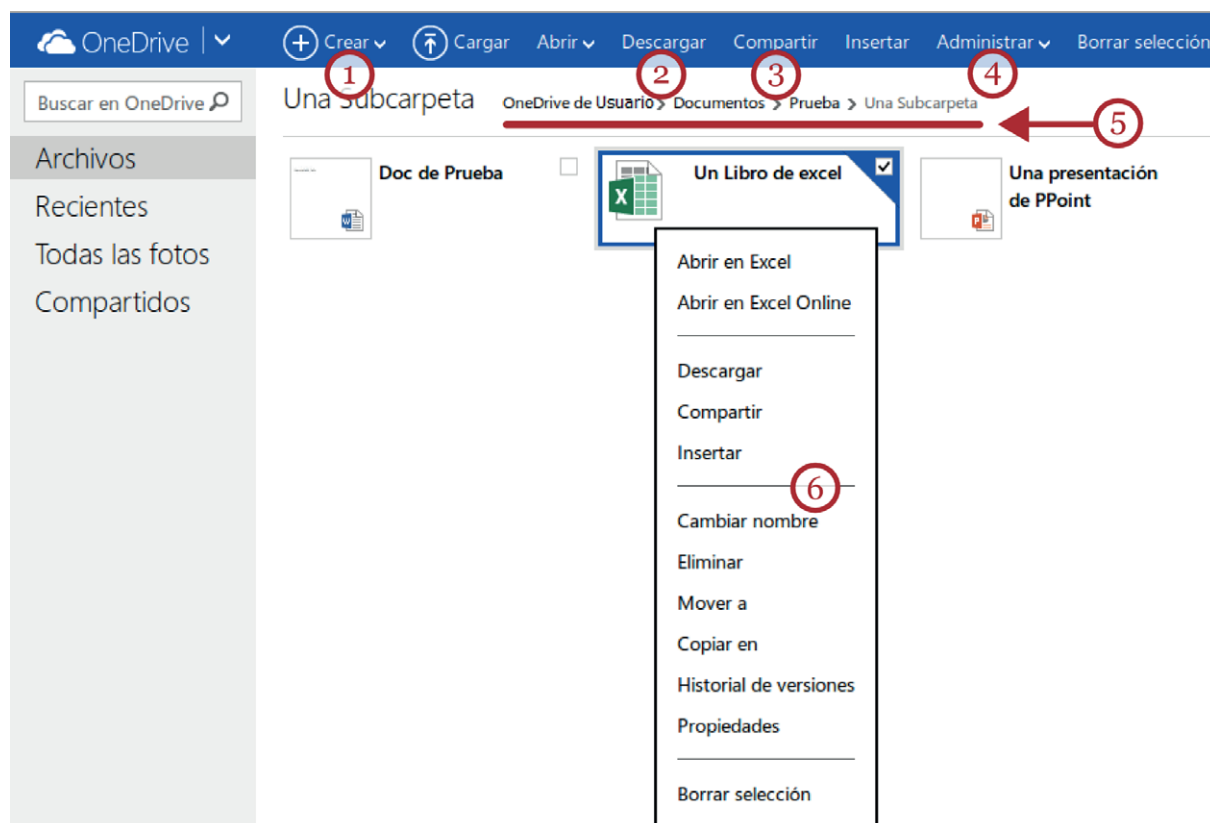 OneDrive Crear Cargar Abrir Descargar Compartir Insertar Administrar Borrar selección
1 2 3 4
Buscar en OneDrive
Una Subcarpeta OneDrive de Usuario > Documentos > Prueba > Una Subcarpeta
5
Archivos
Recientes
Todas las fotos
Compartidos
Doc de Prueba
W
Un Libro de excel
X
Una presentación
de PPoint
P
Abrir en Excel
Abrir en Excel Online
Descargar
Compartir
Insertar
6
Cambiar nombre
Eliminar
Mover a
Copiar en
Historial de versiones
Propiedades
Borrar selección